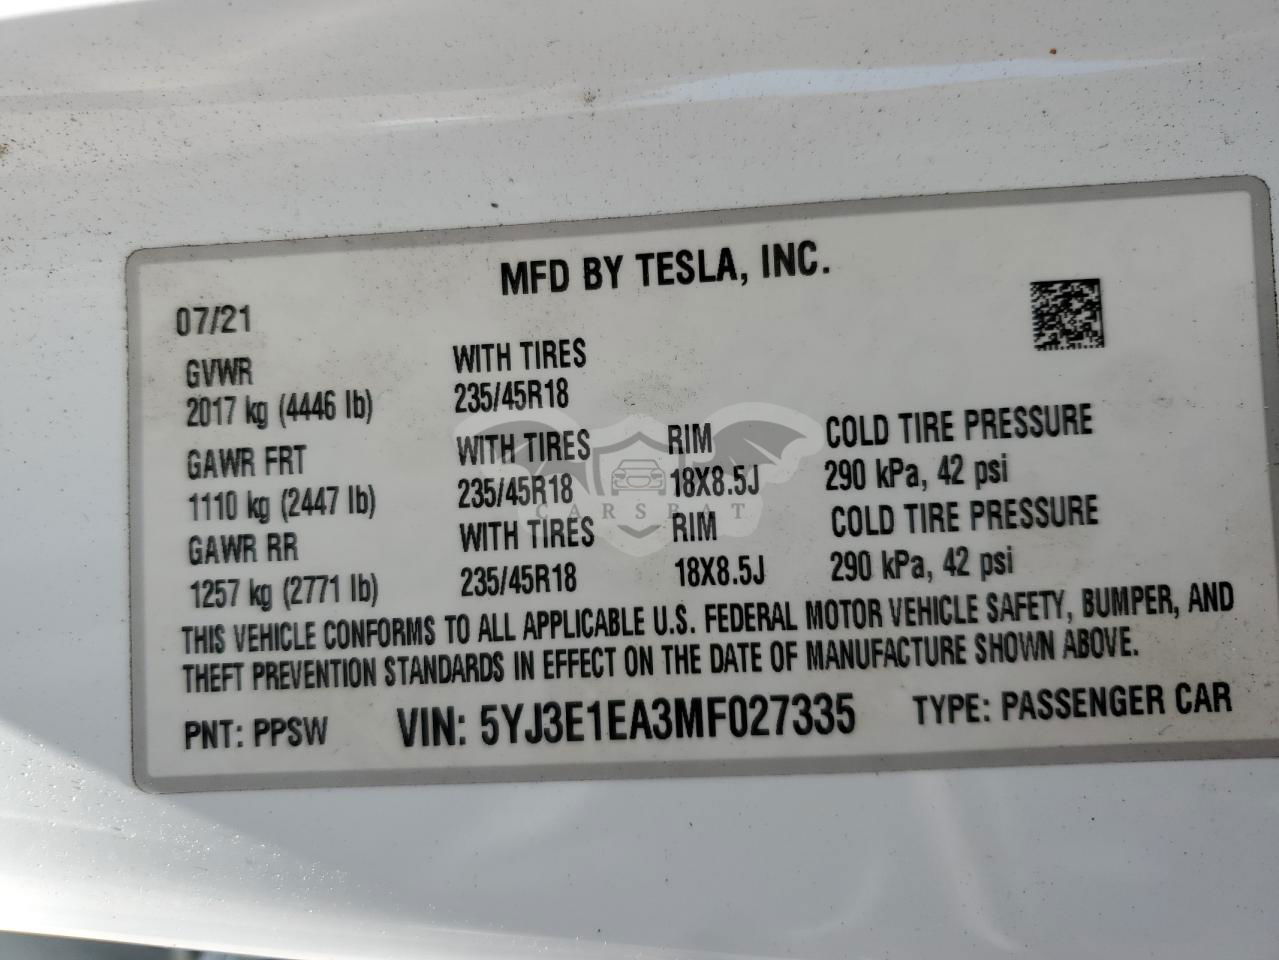 MFD BY TESLA, INC.
07/21
GVWR WITH TIRES
2017 kg (4446 lb) 235/45R18
GAWR FRT WITH TIRES RIM COLD TIRE PRESSURE
1110 kg (2447 lb) 235/45R18 18X8.5J 290 kPa, 42 psi
GAWR RR WITH TIRES RIM COLD TIRE PRESSURE
1257 kg (2771 lb) 235/45R18 18X8.5J 290 kPa, 42 psi
THIS VEHICLE CONFORMS TO ALL APPLICABLE U.S. FEDERAL MOTOR VEHICLE SAFETY, BUMPER, AND
THEFT PREVENTION STANDARDS IN EFFECT ON THE DATE OF MANUFACTURE SHOWN ABOVE.
PNT: PPSW VIN: 5YJ3E1EA3MF027335 TYPE: PASSENGER CAR
CARSBAT